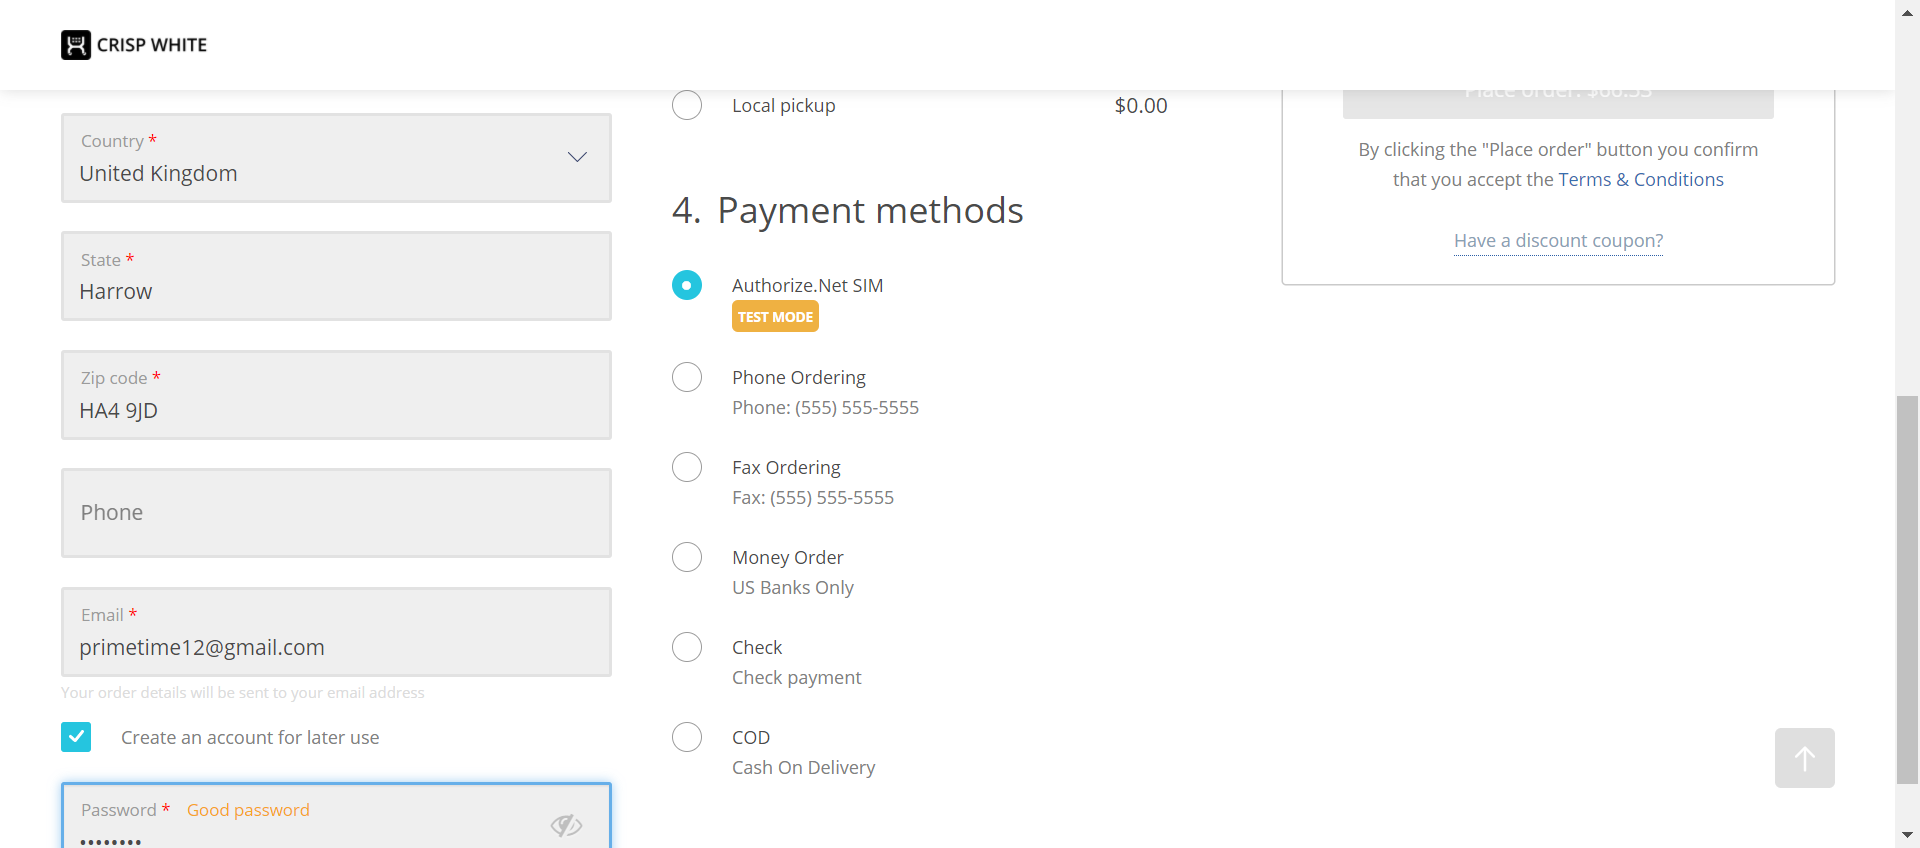 CRISP WHITE
Country *
United Kingdom
State *
Harrow
Zip code *
HA4 9JD
Phone
Email *
primetime12@gmail.com
Your order details will be sent to your email address
Create an account for later use
Password * Good password
Local pickup $0.00
4. Payment methods
Authorize.Net SIM
TEST MODE
Phone Ordering
Phone: (555) 555-5555
Fax Ordering
Fax: (555) 555-5555
Money Order
US Banks Only
Check
Check payment
COD
Cash On Delivery
Place order: $66.53
By clicking the "Place order" button you confirm
that you accept the Terms & Conditions
Have a discount coupon?